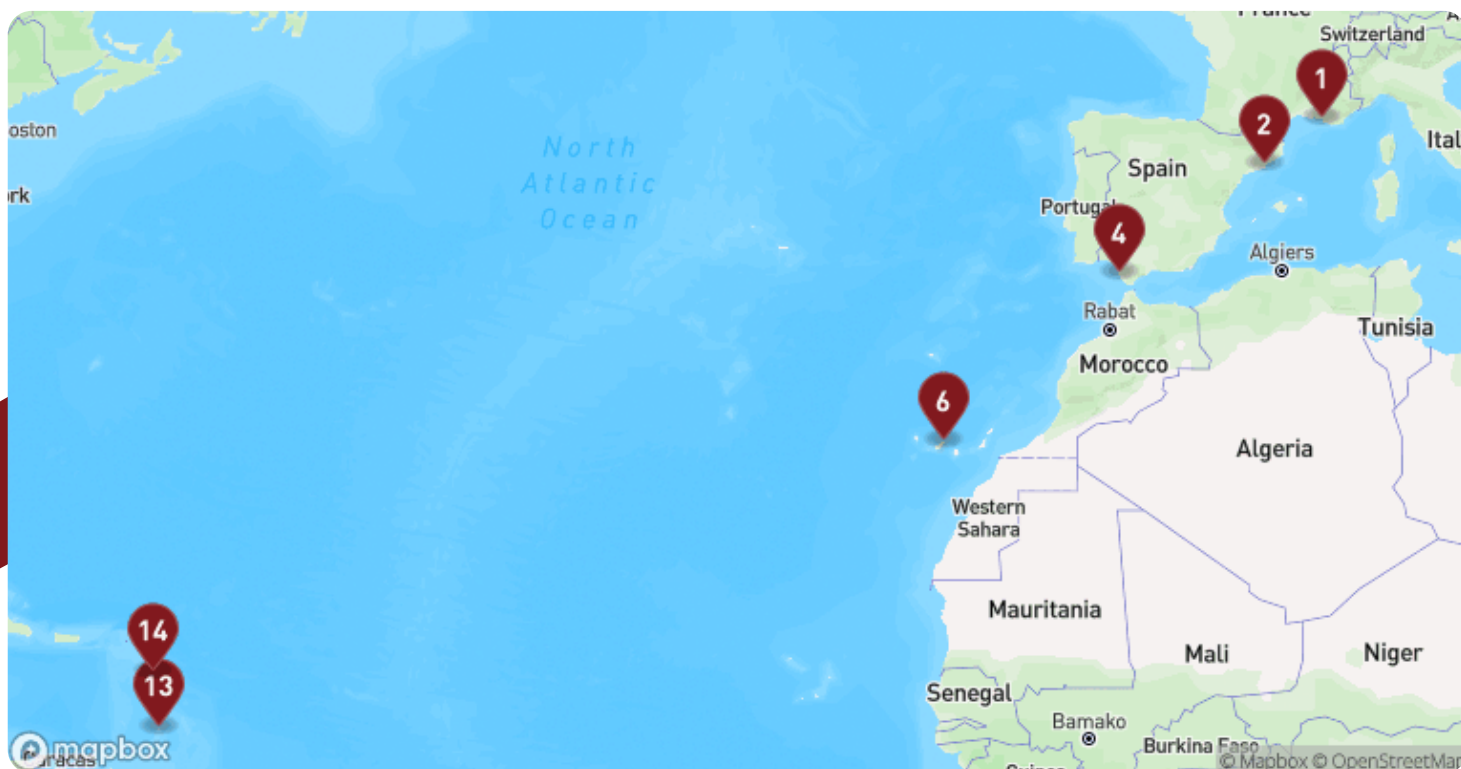 France
Switzerland
1
oston
2
North
Atlantic
Ocean
Ital
Spain
rk
Portugal
4
Algiers
Rabat
Tunisia
Morocco
6
Algeria
Western
Sahara
Mauritania
14
Mali
Niger
13
Senegal
Bamako
Burkina Faso
mapbox
Caracas
© Mapbox © OpenStreetMap